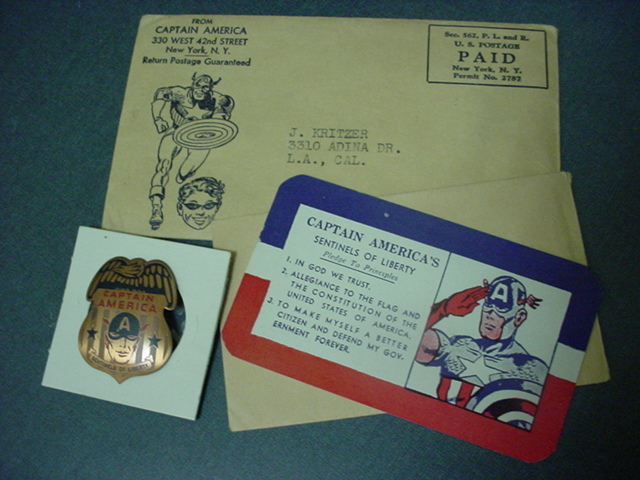 FROM
CAPTAIN AMERICA
330 WEST 42nd STREET
New York, N. Y.
Return Postage Guaranteed
Sec. 562, P. L. and R.
U. S. POSTAGE
PAID
New York, N. Y.
Permit No. 2782
J. KRITZER
3310 ADINA DR.
L.A., CAL.
CAPTAIN AMERICA'S
SENTINELS OF LIBERTY
Pledge To Principles
1. IN GOD WE TRUST.
2. ALLEGIANCE TO THE FLAG AND
THE CONSTITUTION OF THE
UNITED STATES OF AMERICA.
3. TO MAKE MYSELF A BETTER
CITIZEN AND DEFEND MY GOV-
ERNMENT FOREVER.
A
CAPTAIN
AMERICA
A
SENTINELS OF LIBERTY